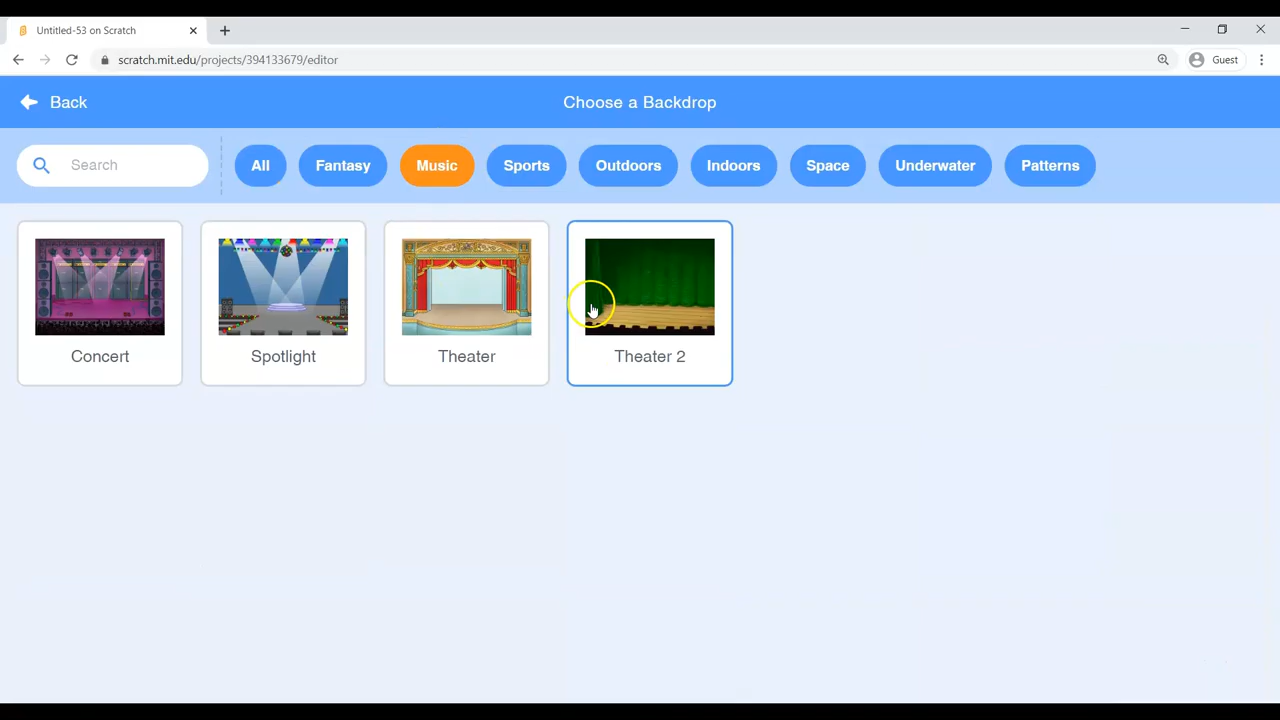 Untitled-53 on Scratch
scratch.mit.edu/projects/394133679/editor
Guest
Back
Choose a Backdrop
Search
All
Fantasy
Music
Sports
Outdoors
Indoors
Space
Underwater
Patterns
Concert
Spotlight
Theater
Theater 2